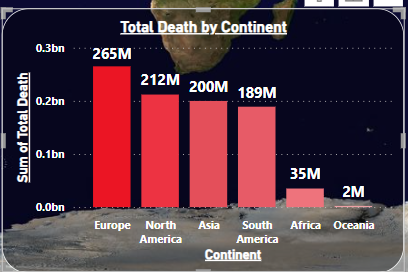 Total Death by Continent
Sum of Total Death
0.3bn
0.2bn
0.1bn
0.0bn
265M
212M
200M
189M
35M
2M
Europe
North
America
Asia
South
America
Africa
Oceania
Continent